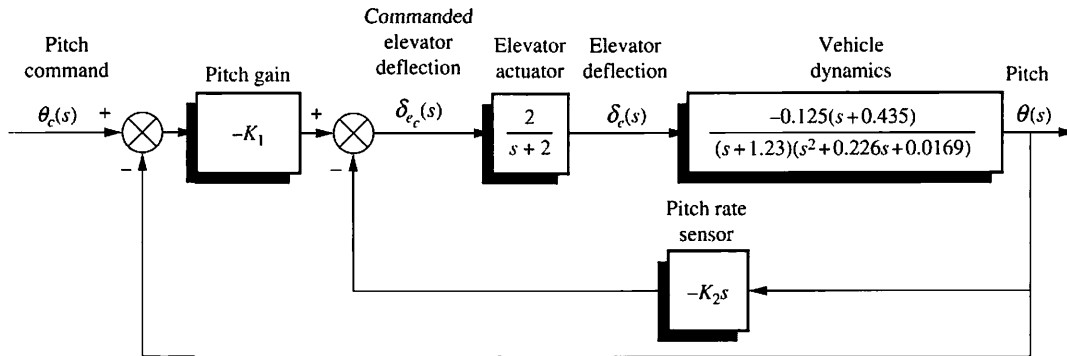 Pitch
command
θc(s)
+
−
Pitch gain
−K1
+
−
Commanded
elevator
deflection
δec(s)
Elevator
actuator
2
s + 2
Elevator
deflection
δe(s)
Vehicle
dynamics
−0.125(s + 0.435)
(s + 1.23)(s² + 0.226s + 0.0169)
Pitch
θ(s)
Pitch rate
sensor
−K2s